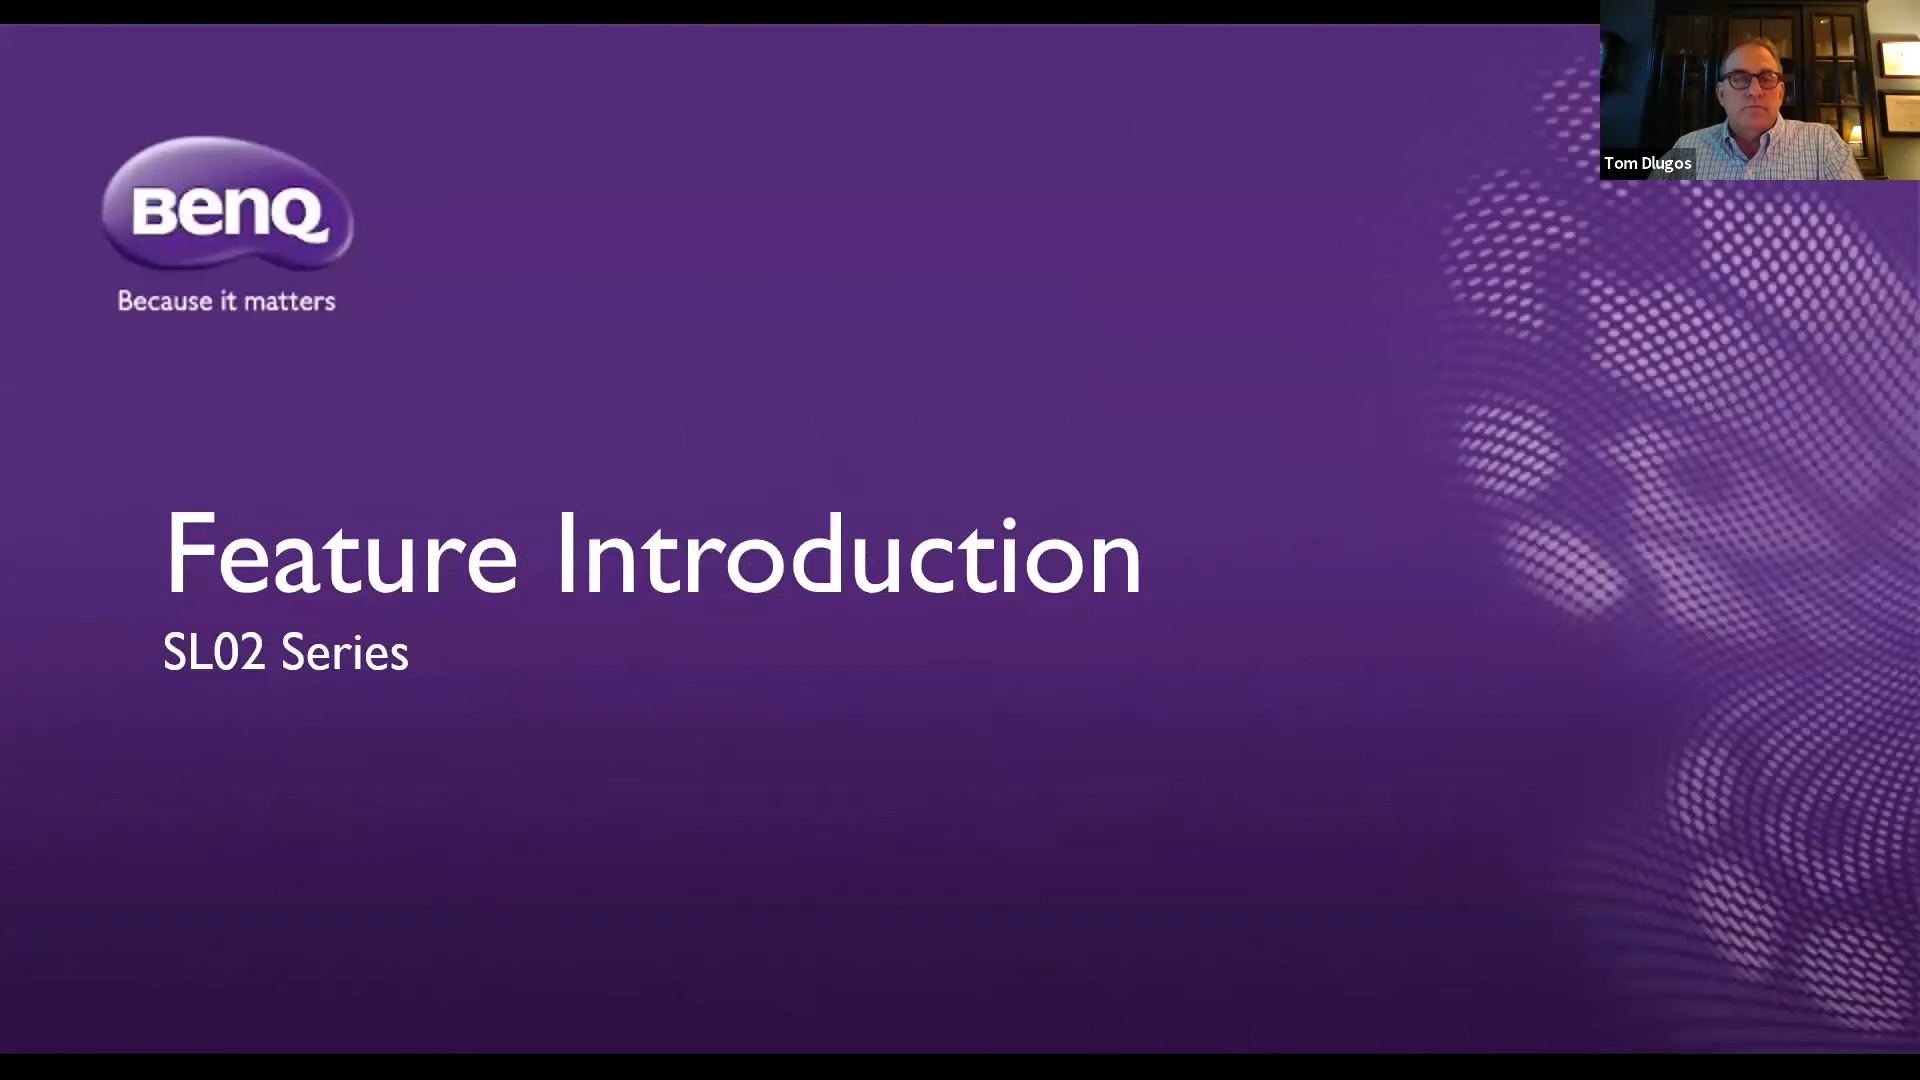 BenQ
Because it matters
Tom Dlugos
Feature Introduction
SL02 Series